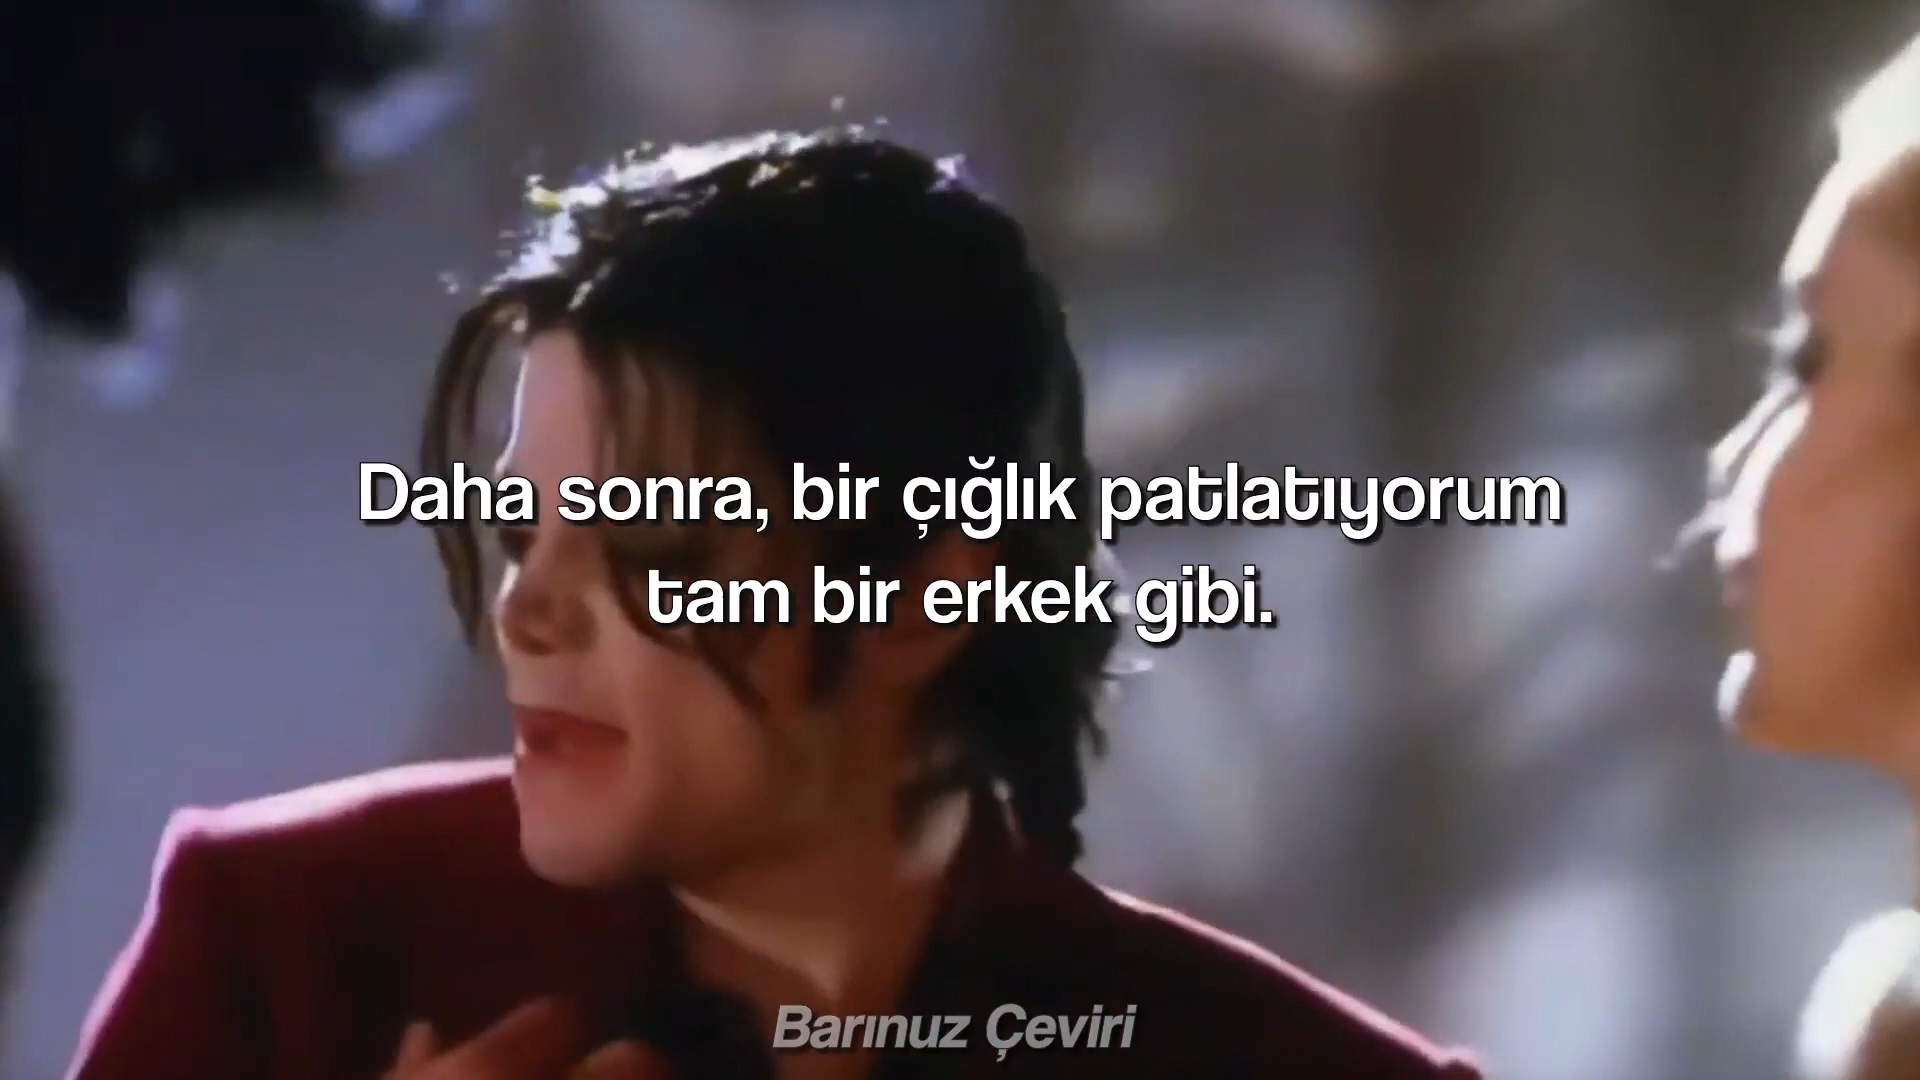 Daha sonra, bir çığlık patlatıyorum
tam bir erkek gibi.
Barınuz Çeviri